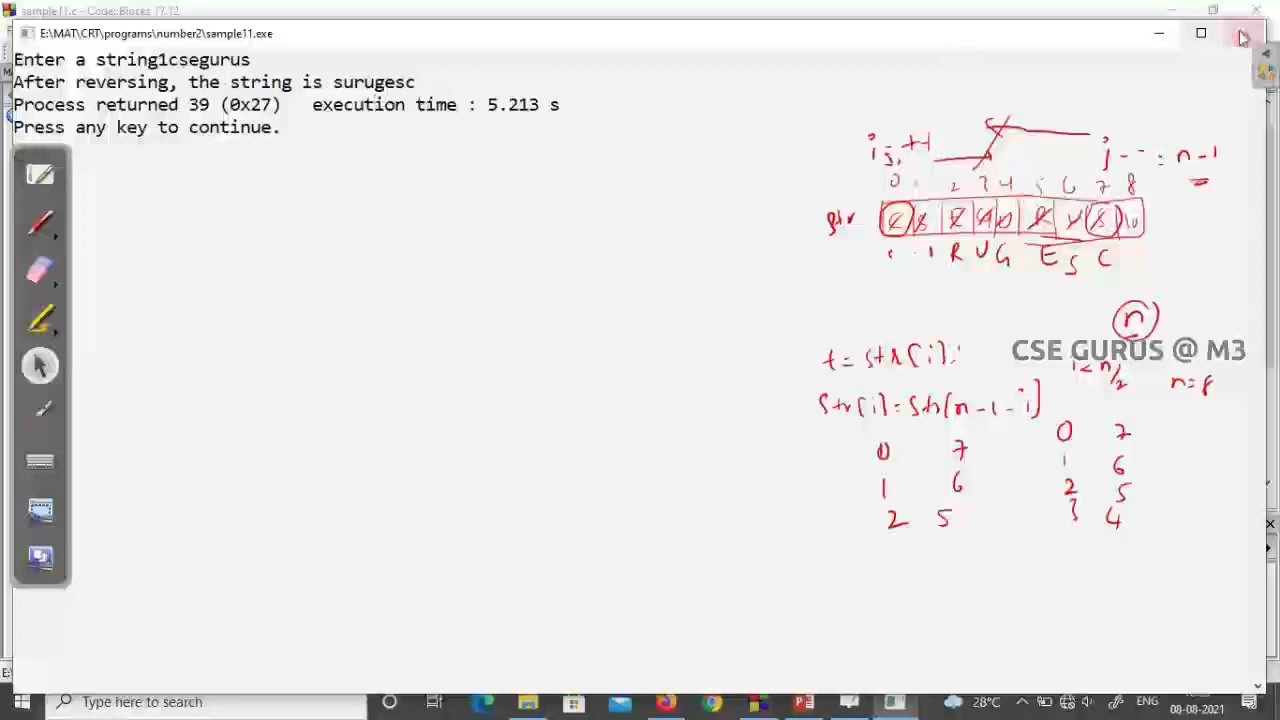 sample11.c - Code::Blocks 17.12
E:\MAT\CRT\programs\number2\sample11.exe
Enter a string1csegurus
After reversing, the string is surugesc
Process returned 39 (0x27)   execution time : 5.213 s
Press any key to continue.
j-- : n-1
0 1 2 3 4 5 6 7 8
str
R U G E S C
n
t = str[i];
CSE GURUS @ M3
i < n/2
n=8
str[i] = str[n-1-i]
0 7 0 7
1 6 1 6
2 5 2 5
3 4
Type here to search
28°C
ENG
08-08-2021